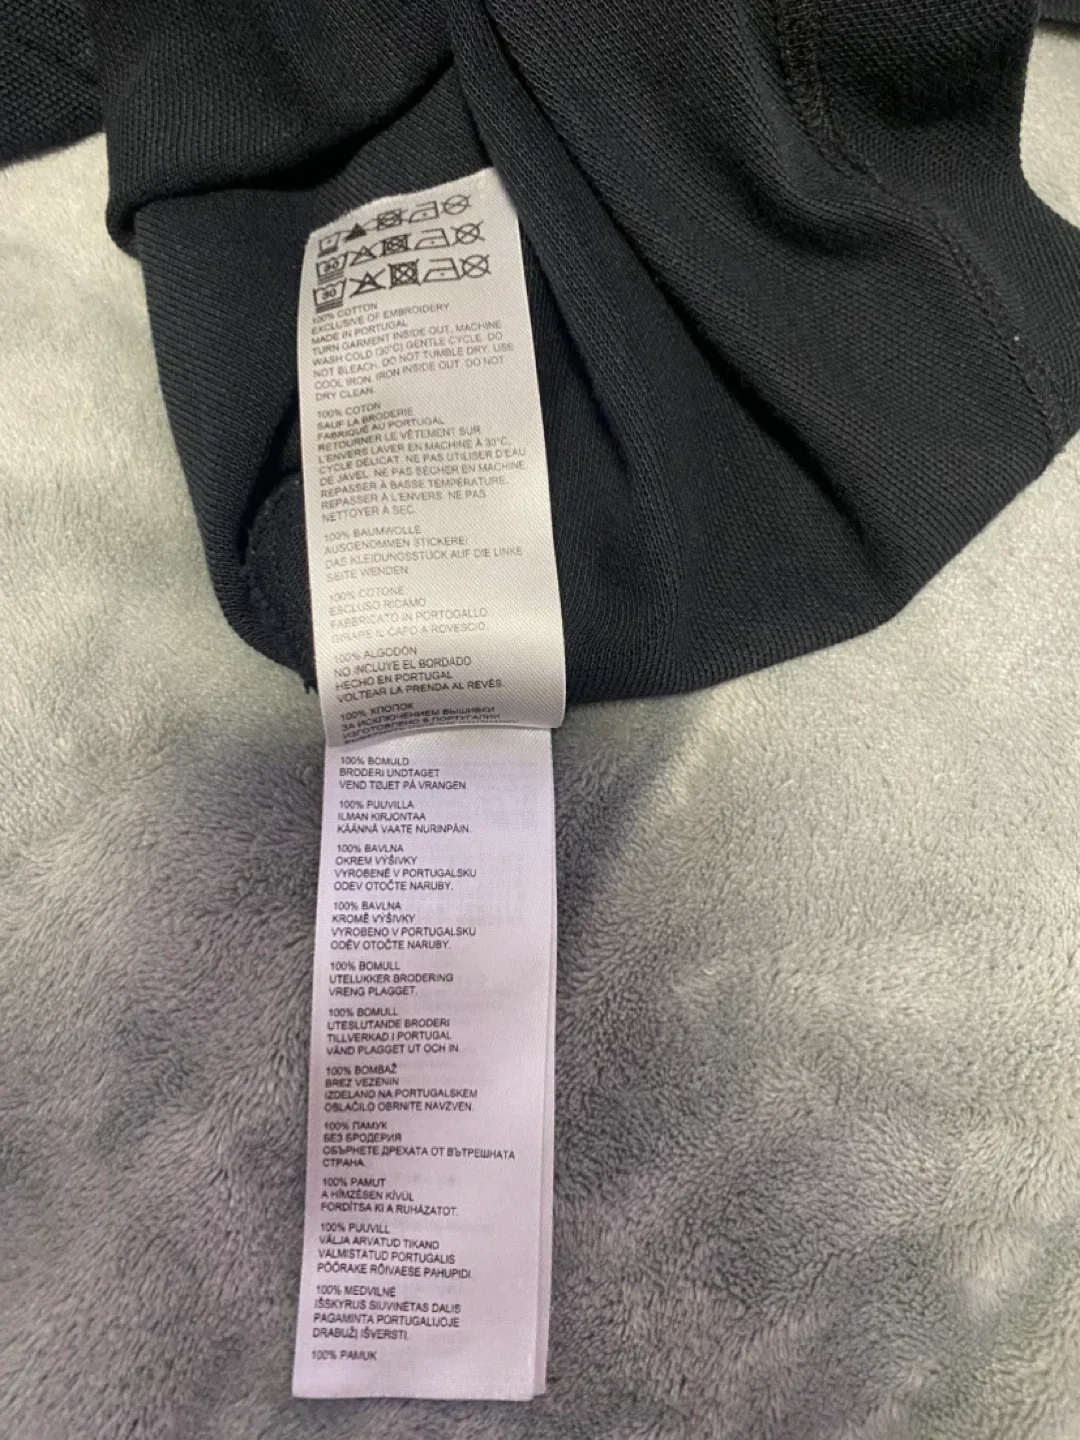 30
30
100% COTTON
EXCLUSIVE OF EMBROIDERY
MADE IN PORTUGAL
TURN GARMENT INSIDE OUT, MACHINE
WASH COLD (30°C) GENTLE CYCLE. DO
NOT BLEACH. DO NOT TUMBLE DRY. USE
COOL IRON. IRON INSIDE OUT. DO NOT
DRY CLEAN.
100% COTON
SAUF LA BRODERIE
FABRIQUÉ AU PORTUGAL
RETOURNER LE VÊTEMENT SUR
L'ENVERS LAVER EN MACHINE À 30°C,
CYCLE DÉLICAT. NE PAS UTILISER D'EAU
DE JAVEL. NE PAS SÉCHER EN MACHINE
REPASSER À BASSE TEMPÉRATURE.
REPASSER À L'ENVERS. NE PAS
NETTOYER À SEC.
100% BAUMWOLLE
AUSGENOMMEN STICKEREI
DAS KLEIDUNGSSTÜCK AUF DIE LINKE
SEITE WENDEN
100% COTONE
ESCLUSO RICAMO
FABBRICATO IN PORTOGALLO
GIRARE IL CAPO A ROVESCIO.
100% ALGODÓN
NO INCLUYE EL BORDADO
HECHO EN PORTUGAL
VOLTEAR LA PRENDA AL REVÉS.
100% ХЛОПОК
ЗА ИСКЛЮЧЕНИЕМ ВЫШИВКИ
ИЗГОТОВЛЕНО В ПОРТУГАЛИИ
100% BOMULD
BRODERI UNDTAGET
VEND TØJET PÅ VRANGEN
100% PUUVILLA
ILMAN KIRJONTAA
KÄÄNNÄ VAATE NURINPÄIN.
100% BAVLNA
OKREM VÝŠIVKY
VYROBENÉ V PORTUGALSKU
ODEV OTOČTE NARUBY.
100% BAVLNA
KROMĚ VÝŠIVKY
VYROBENO V PORTUGALSKU
ODĚV OTOČTE NARUBY.
100% BOMULL
UTELUKKER BRODERING
VRENG PLAGGET.
100% BOMULL
UTESLUTANDE BRODERI
TILLVERKAD I PORTUGAL
VÄND PLAGGET UT OCH IN.
100% BOMBAŽ
BREZ VEZENIN
IZDELANO NA PORTUGALSKEM
OBLAČILO OBRNITE NAVZVEN.
100% ПАМУК
БЕЗ БРОДЕРИЯ
ОБЪРНЕТЕ ДРЕХАТА ОТ ВЪТРЕШНАТА
СТРАНА.
100% PAMUT
A HÍMZÉSEN KÍVÜL
FORDÍTSA KI A RUHÁZATOT.
100% PUUVILL
VÄLJA ARVATUD TIKAND
VALMISTATUD PORTUGALIS
PÖÖRAKE RÕIVAESE PAHUPIDI.
100% MEDVILNĖ
IŠSKYRUS SIUVINĖTAS DALIS
PAGAMINTA PORTUGALIJOJE
DRABUŽĮ IŠVERSTI.
100% PAMUK